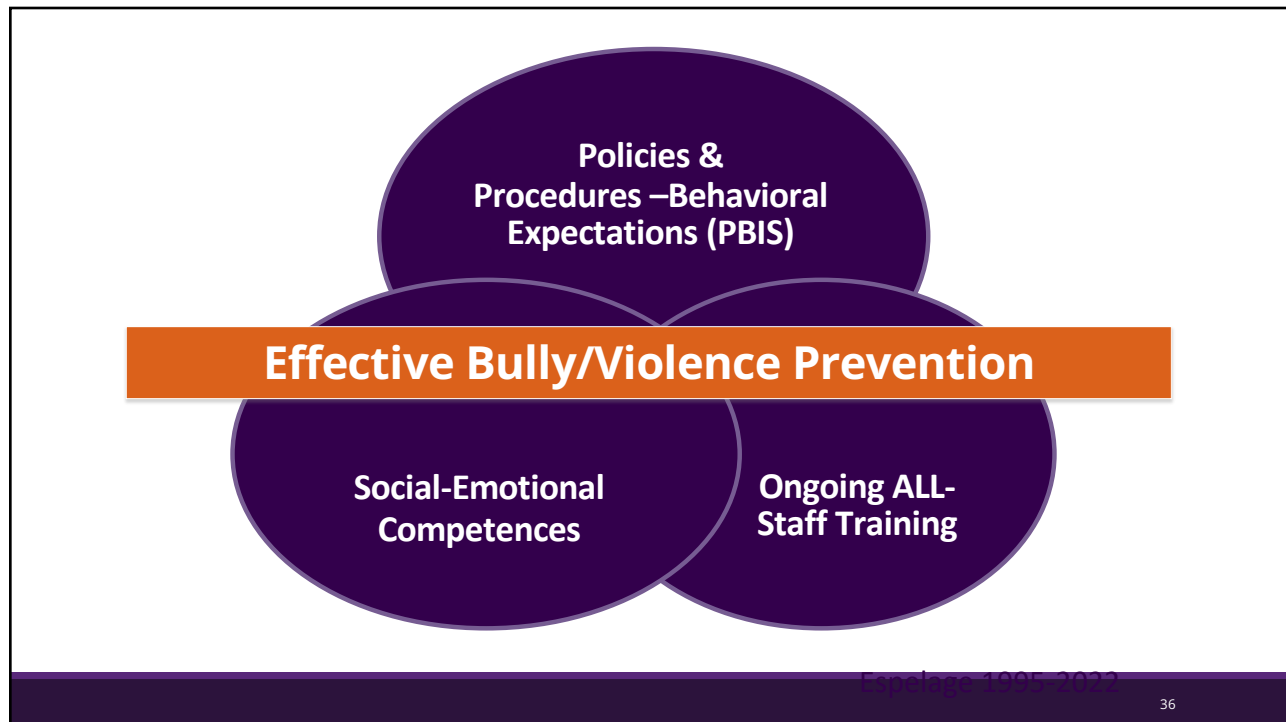 Policies &
Procedures –Behavioral
Expectations (PBIS)
Effective Bully/Violence Prevention
Social-Emotional
Competences
Ongoing ALL-
Staff Training
Espelage 1995-2022
36